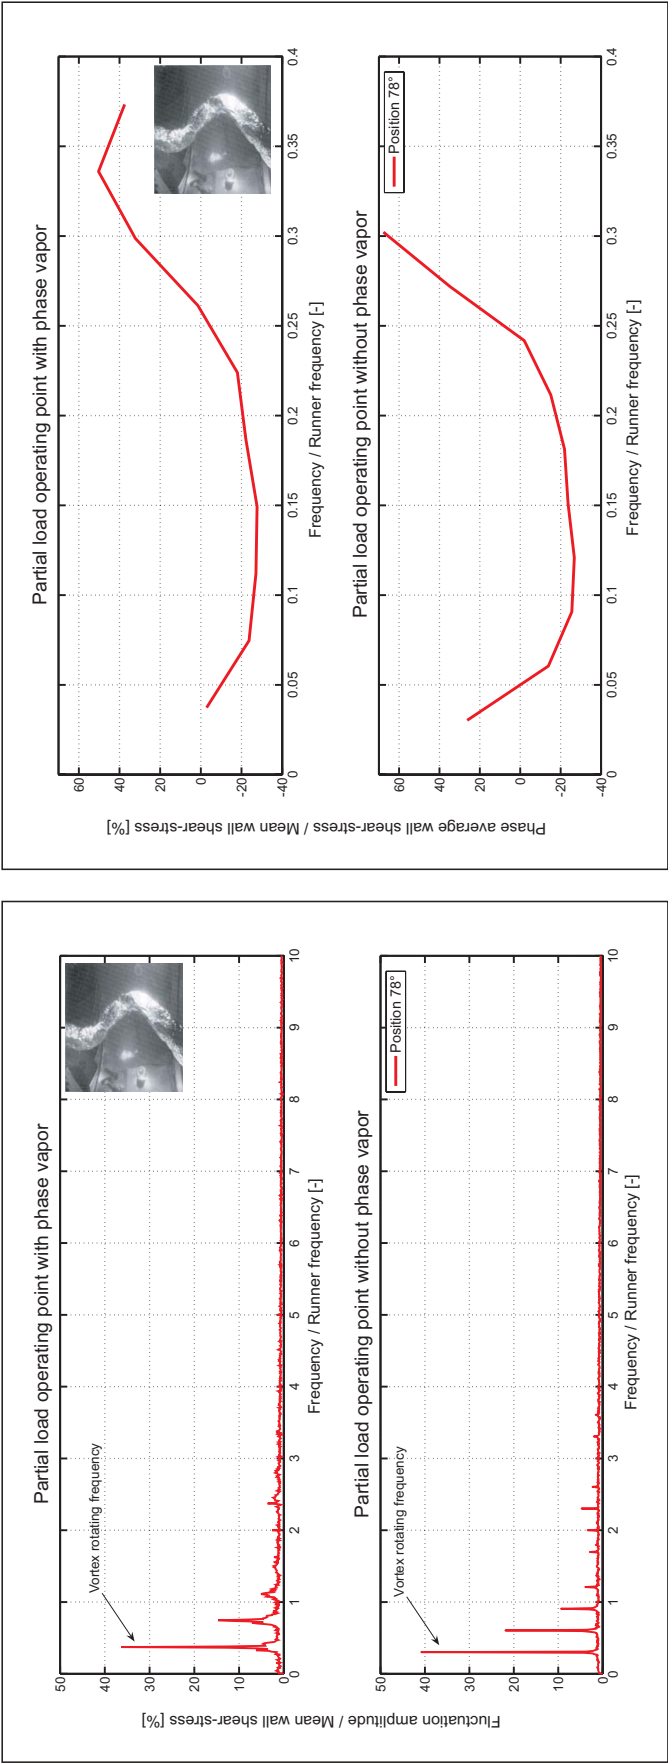 Partial load operating point with phase vapor
50
40
30
20
10
0
Vortex rotating frequency
0 1 2 3 4 5 6 7 8 9 10
Frequency / Runner frequency [-]
Fluctuation amplitude / Mean wall shear-stress [%]
Partial load operating point without phase vapor
50
40
30
20
10
0
Vortex rotating frequency
Position 78°
0 1 2 3 4 5 6 7 8 9 10
Frequency / Runner frequency [-]
Partial load operating point with phase vapor
60
40
20
0
-20
-40
0 0.05 0.1 0.15 0.2 0.25 0.3 0.35 0.4
Frequency / Runner frequency [-]
Phase average wall shear-stress / Mean wall shear-stress [%]
Partial load operating point without phase vapor
60
40
20
0
-20
-40
Position 78°
0 0.05 0.1 0.15 0.2 0.25 0.3 0.35 0.4
Frequency / Runner frequency [-]